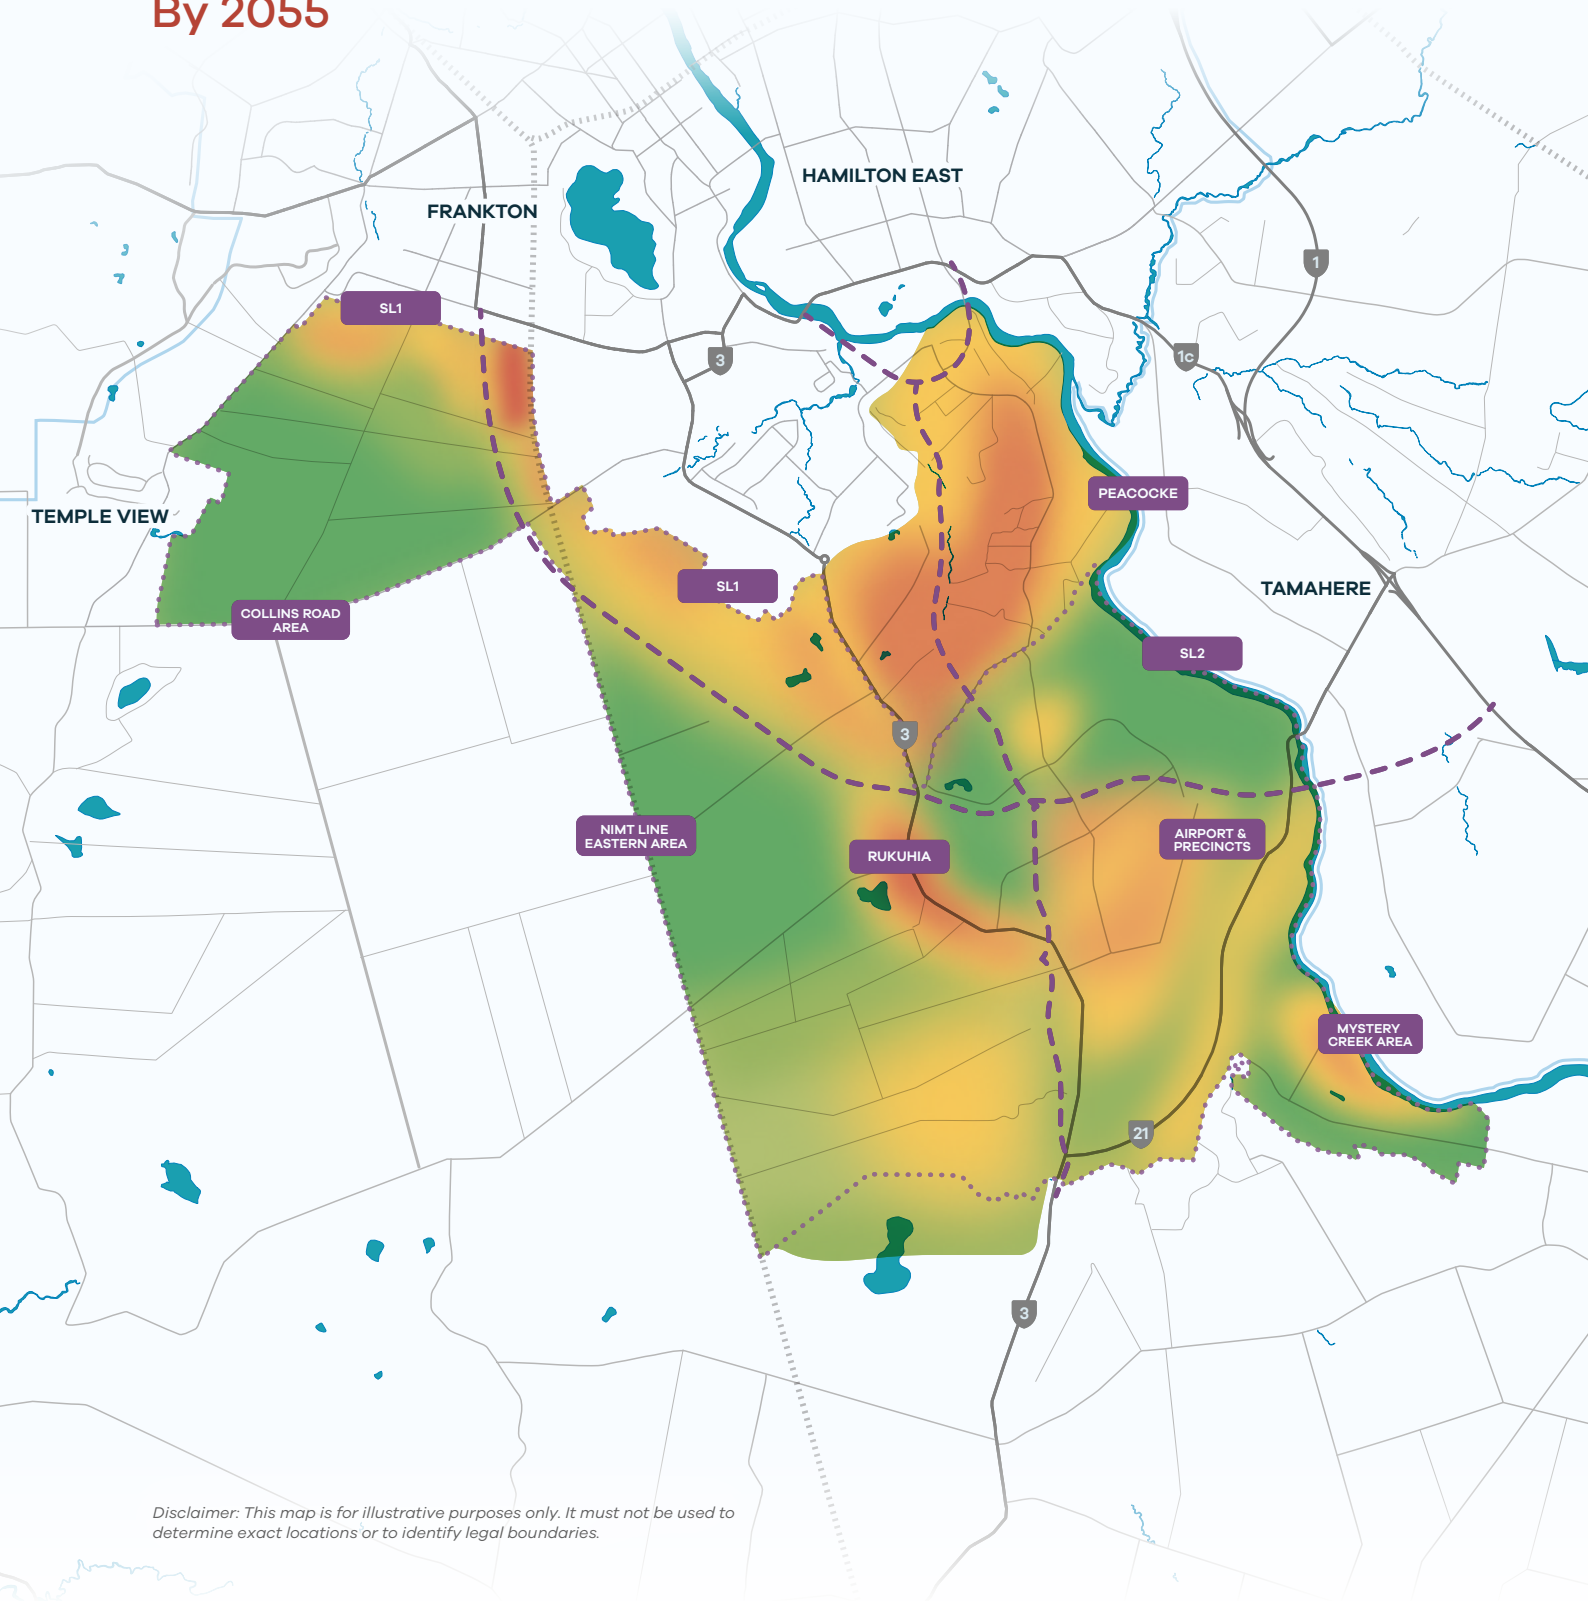 By 2055
HAMILTON EAST
FRANKTON
1
SL1
3
1c
PEACOCKE
TEMPLE VIEW
SL1
TAMAHERE
COLLINS ROAD
AREA
SL2
3
NIMT LINE
EASTERN AREA
AIRPORT &
PRECINCTS
RUKUHIA
MYSTERY
CREEK AREA
21
3
Disclaimer: This map is for illustrative purposes only. It must not be used to
determine exact locations or to identify legal boundaries.